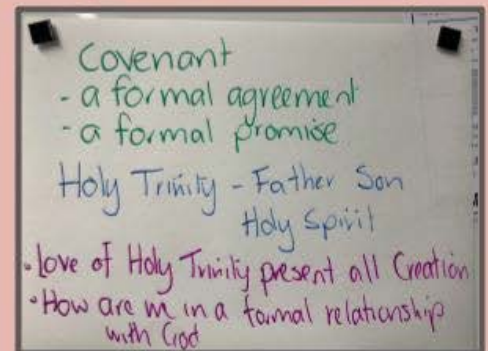 Covenant
- a formal agreement
- a formal promise
Holy Trinity - Father Son
Holy Spirit
• Love of Holy Trinity present all Creation
• How are in a formal relationship
with God